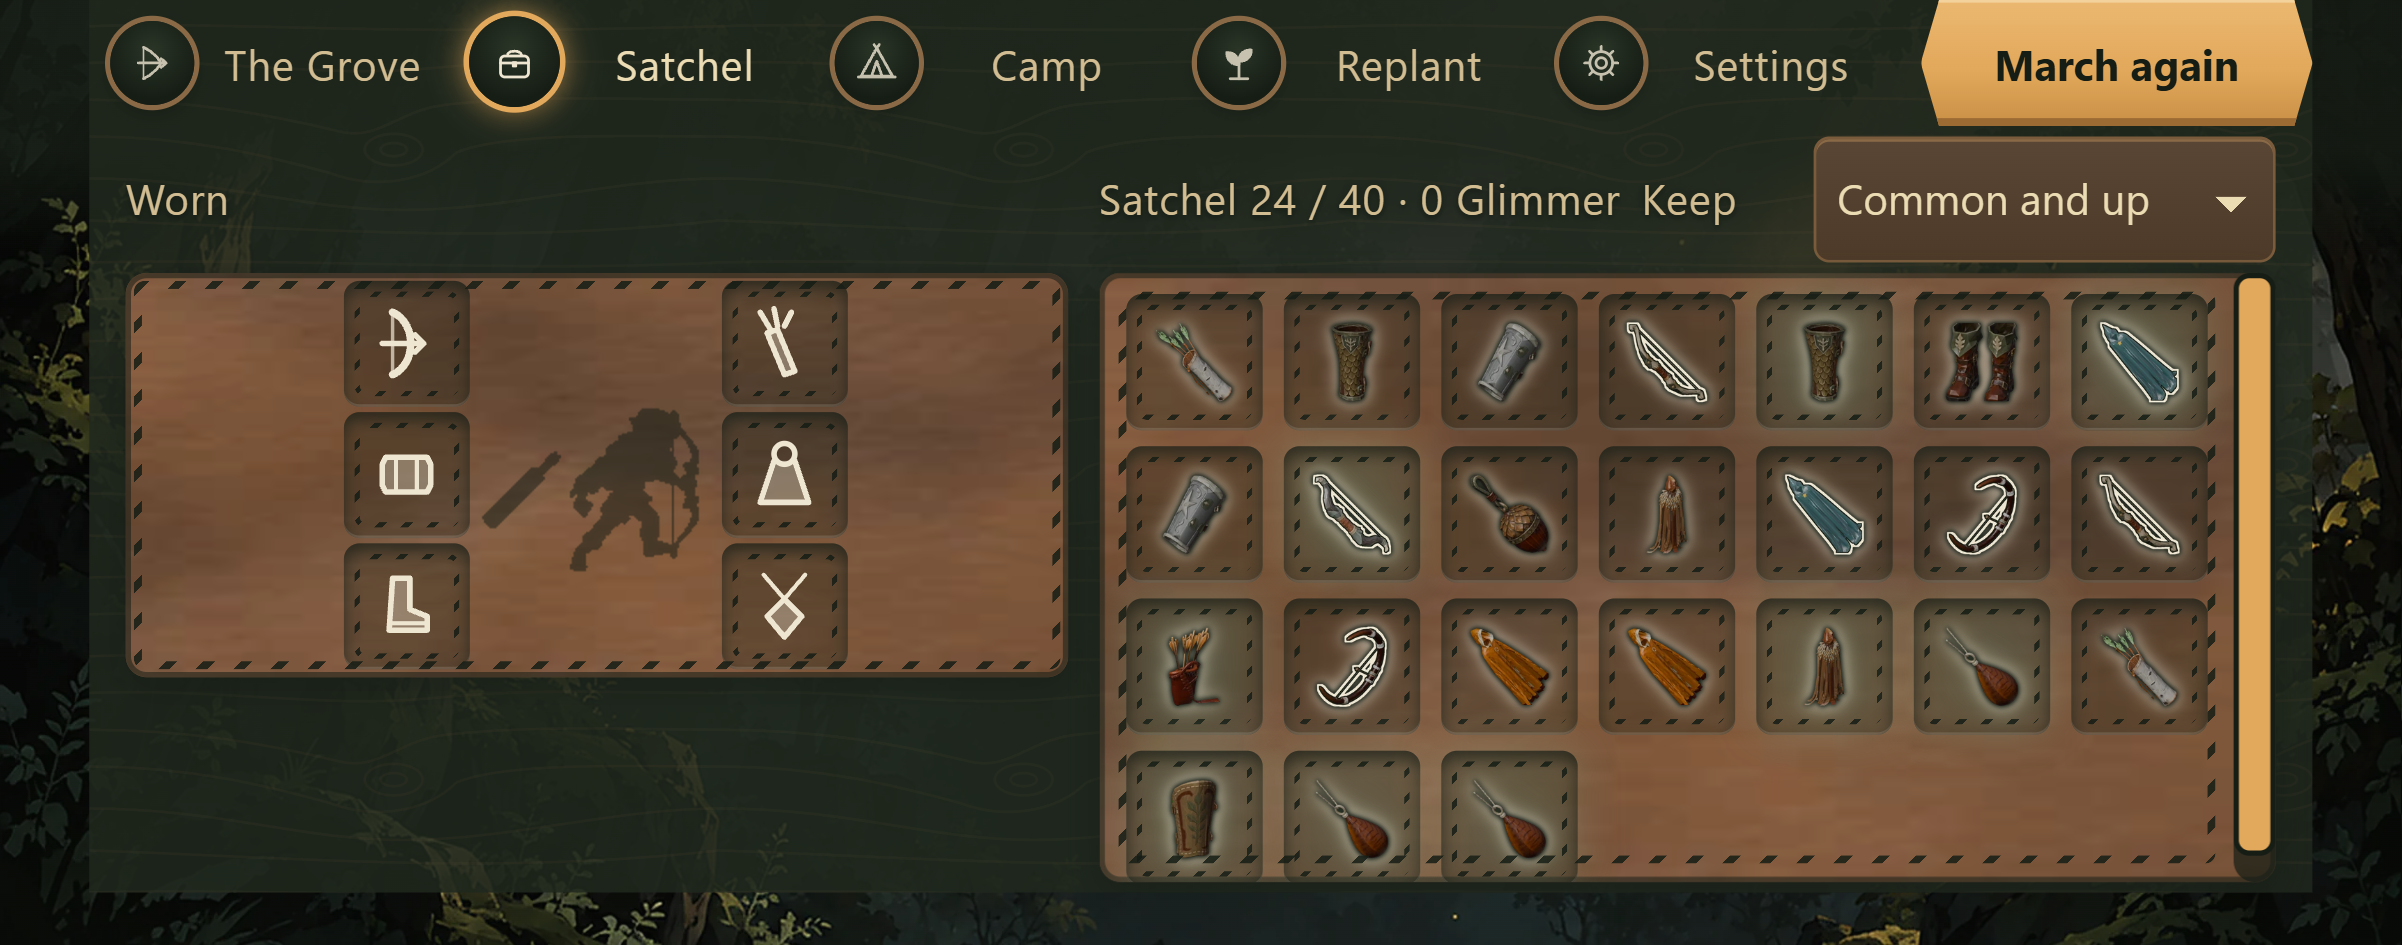 The Grove
Satchel
Camp
Replant
Settings
March again
Worn
Satchel 24 / 40 · 0 Glimmer Keep
Common and up